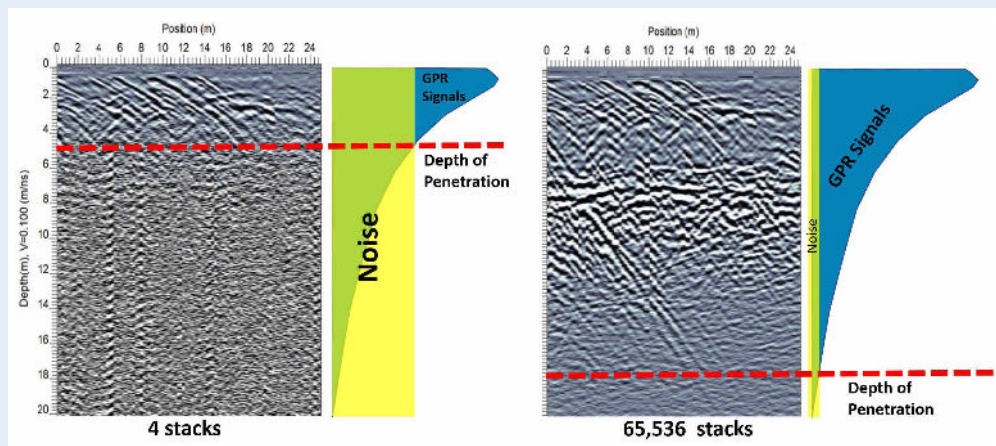 Position (m)
0 2 4 6 8 10 12 14 16 18 20 22 24
Depth(m), V=0.100 (m/ns)
0
2
4
6
8
10
12
14
16
18
20
GPR
Signals
Depth of
Penetration
Noise
4 stacks
Position (m)
0 2 4 6 8 10 12 14 16 18 20 22 24
Noise
GPR Signals
Depth of
Penetration
65,536 stacks